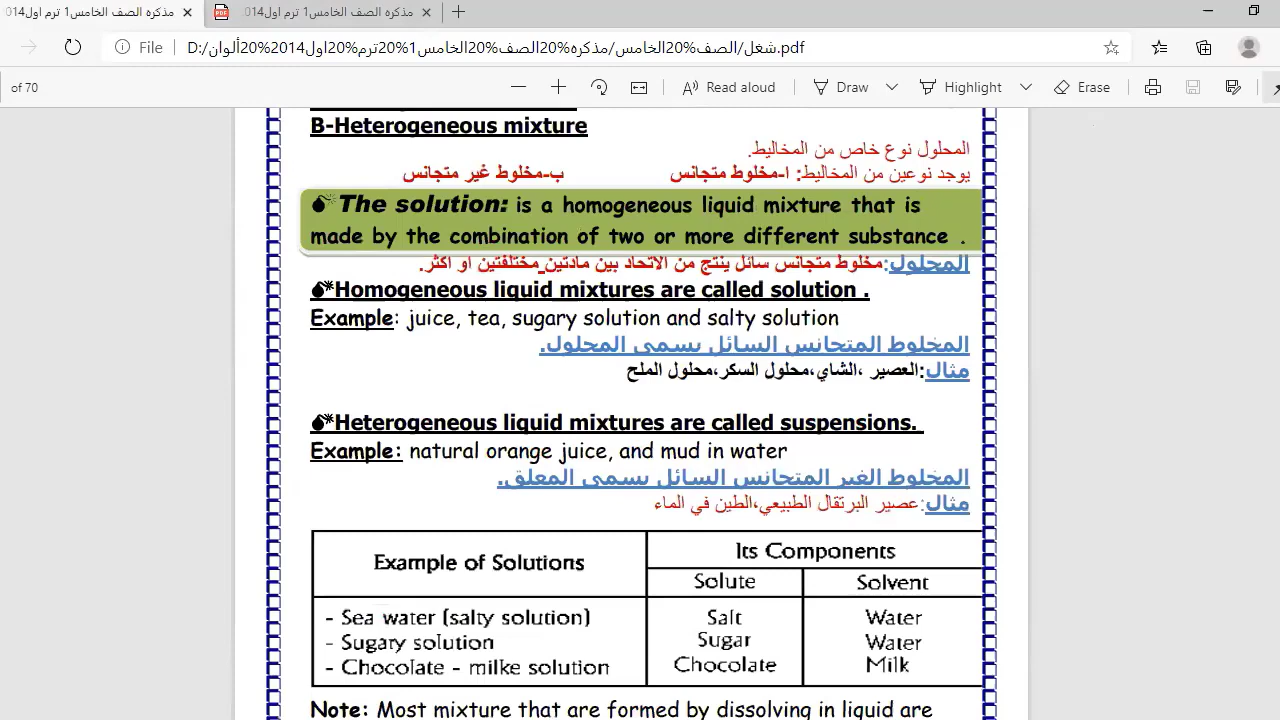 مذكره الصف الخامس1 ترم اول014
مذكره الصف الخامس1 ترم اول014
File
D:/شغل/الصف%20الخامس/مذكره%20الصف%20الخامس1%20ترم%20اول2014%20ألوان.pdf
of 70
Read aloud
Draw
Highlight
Erase
B-Heterogeneous mixture
المحلول نوع خاص من المخاليط.
يوجد نوعين من المخاليط: ا-مخلوط متجانس ب-مخلوط غير متجانس
The solution: is a homogeneous liquid mixture that is
made by the combination of two or more different substance .
المحلول:مخلوط متجانس سائل ينتج من الاتحاد بين مادتين مختلفتين او اكثر.
Homogeneous liquid mixtures are called solution .
Example: juice, tea, sugary solution and salty solution
المخلوط المتجانس السائل يسمى المحلول.
مثال:العصير ،الشاي،محلول السكر،محلول الملح
Heterogeneous liquid mixtures are called suspensions.
Example: natural orange juice, and mud in water
المخلوط الغير المتجانس السائل يسمى المعلق.
مثال:عصير البرتقال الطبيعي،الطين في الماء
Example of Solutions
Its Components
Solute Solvent
- Sea water (salty solution) Salt Water
- Sugary solution Sugar Water
- Chocolate - milke solution Chocolate Milk
Note: Most mixture that are formed by dissolving in liquid are